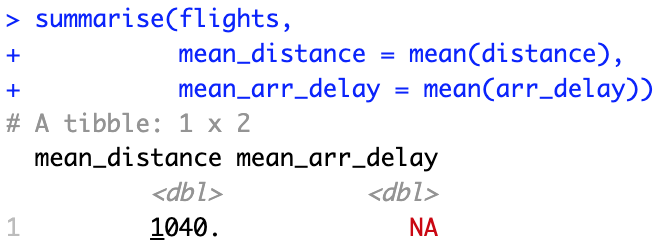 > summarise(flights,
+           mean_distance = mean(distance),
+           mean_arr_delay = mean(arr_delay))
# A tibble: 1 x 2
  mean_distance mean_arr_delay
          <dbl>          <dbl>
1         1040.             NA